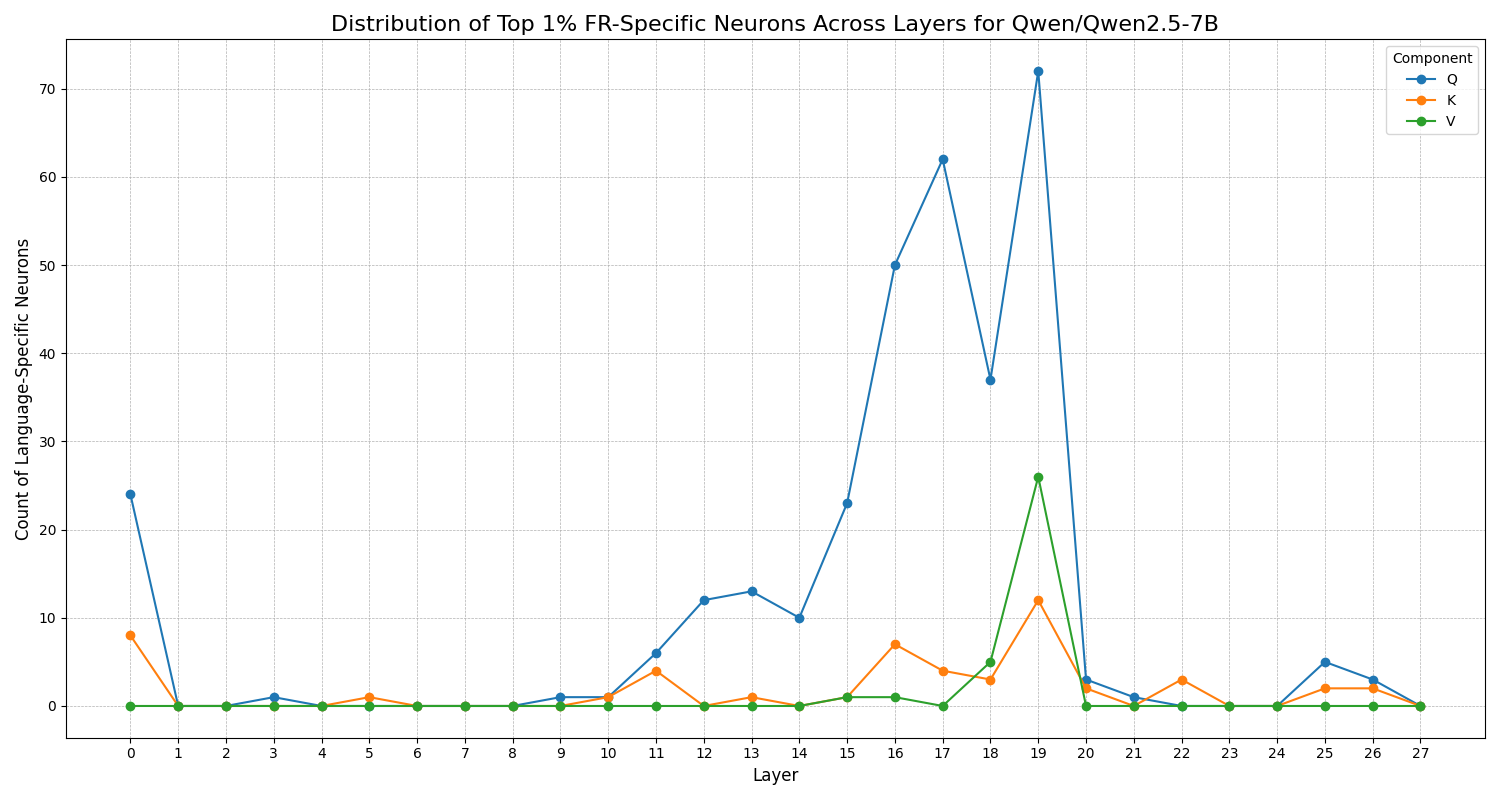 Distribution of Top 1% FR-Specific Neurons Across Layers for Qwen/Qwen2.5-7B
Component
Q
K
V
Count of Language-Specific Neurons
70
60
50
40
30
20
10
0
0 1 2 3 4 5 6 7 8 9 10 11 12 13 14 15 16 17 18 19 20 21 22 23 24 25 26 27
Layer